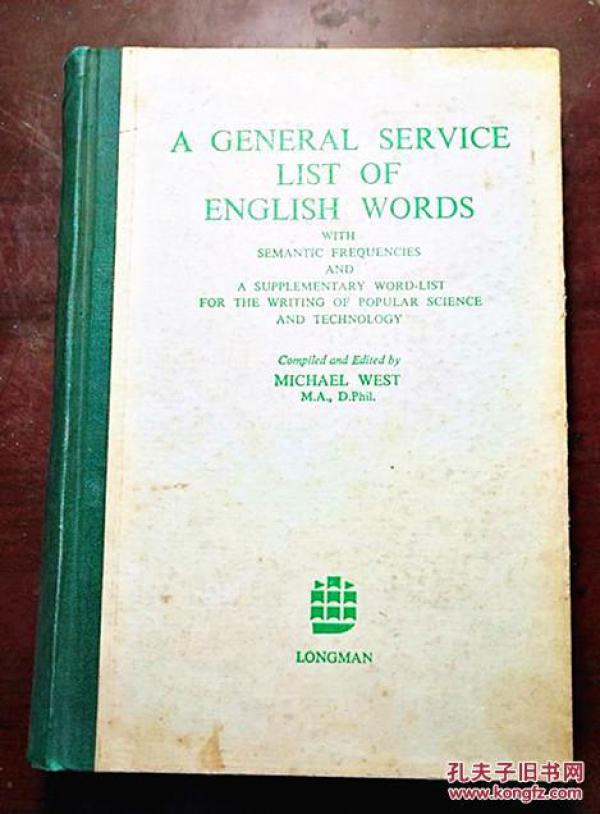 A GENERAL SERVICE
LIST OF
ENGLISH WORDS
WITH
SEMANTIC FREQUENCIES
AND
A SUPPLEMENTARY WORD-LIST
FOR THE WRITING OF POPULAR SCIENCE
AND TECHNOLOGY
Compiled and Edited by
MICHAEL WEST
M.A., D.Phil.
LONGMAN
孔夫子旧书网
www.kongfz.com